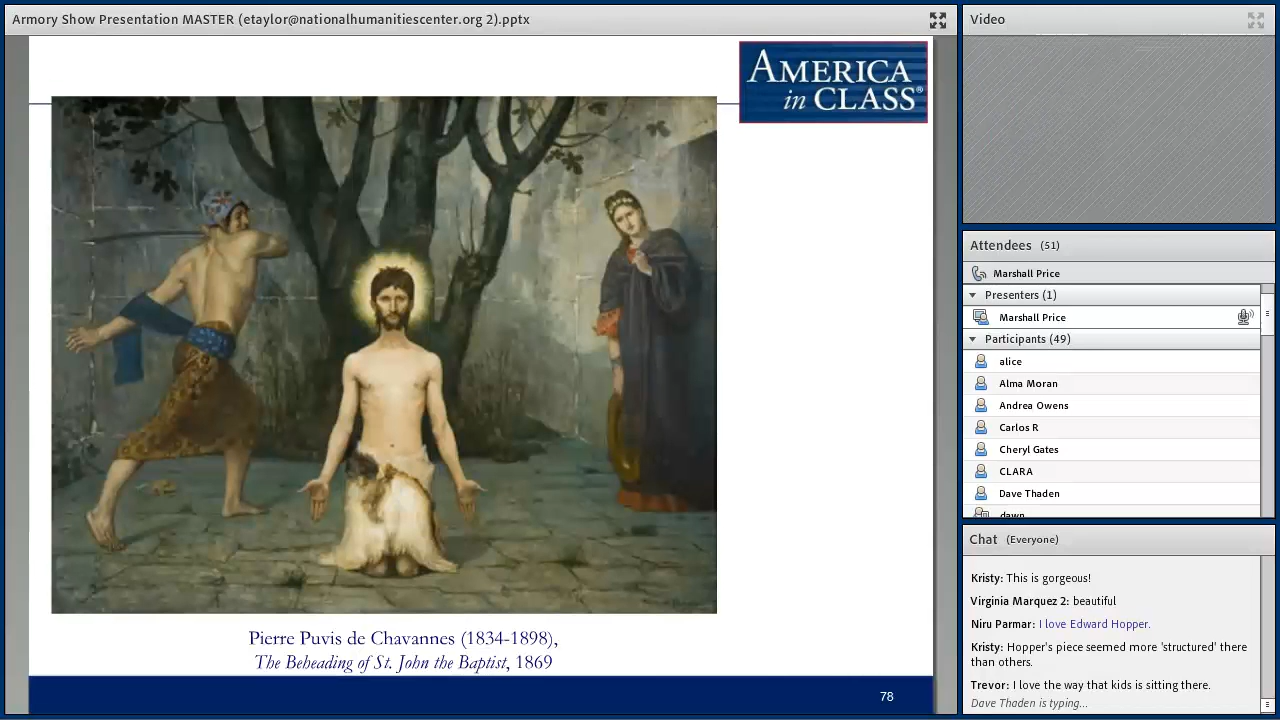 Armory Show Presentation MASTER (etaylor@nationalhumanitiescenter.org 2).pptx
AMERICA
in CLASS®
Pierre Puvis de Chavannes (1834-1898),
The Beheading of St. John the Baptist, 1869
78
Video
Attendees (51)
Marshall Price
Presenters (1)
Marshall Price
Participants (49)
alice
Alma Moran
Andrea Owens
Carlos R
Cheryl Gates
CLARA
Dave Thaden
dawn
Chat (Everyone)
Kristy: This is gorgeous!
Virginia Marquez 2: beautiful
Niru Parmar: I love Edward Hopper.
Kristy: Hopper's piece seemed more 'structured' there
than others.
Trevor: I love the way that kids is sitting there.
Dave Thaden is typing...